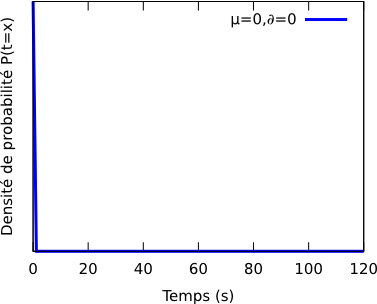 μ=0,∂=0
Densité de probabilité P(t=x)
0 20 40 60 80 100 120
Temps (s)